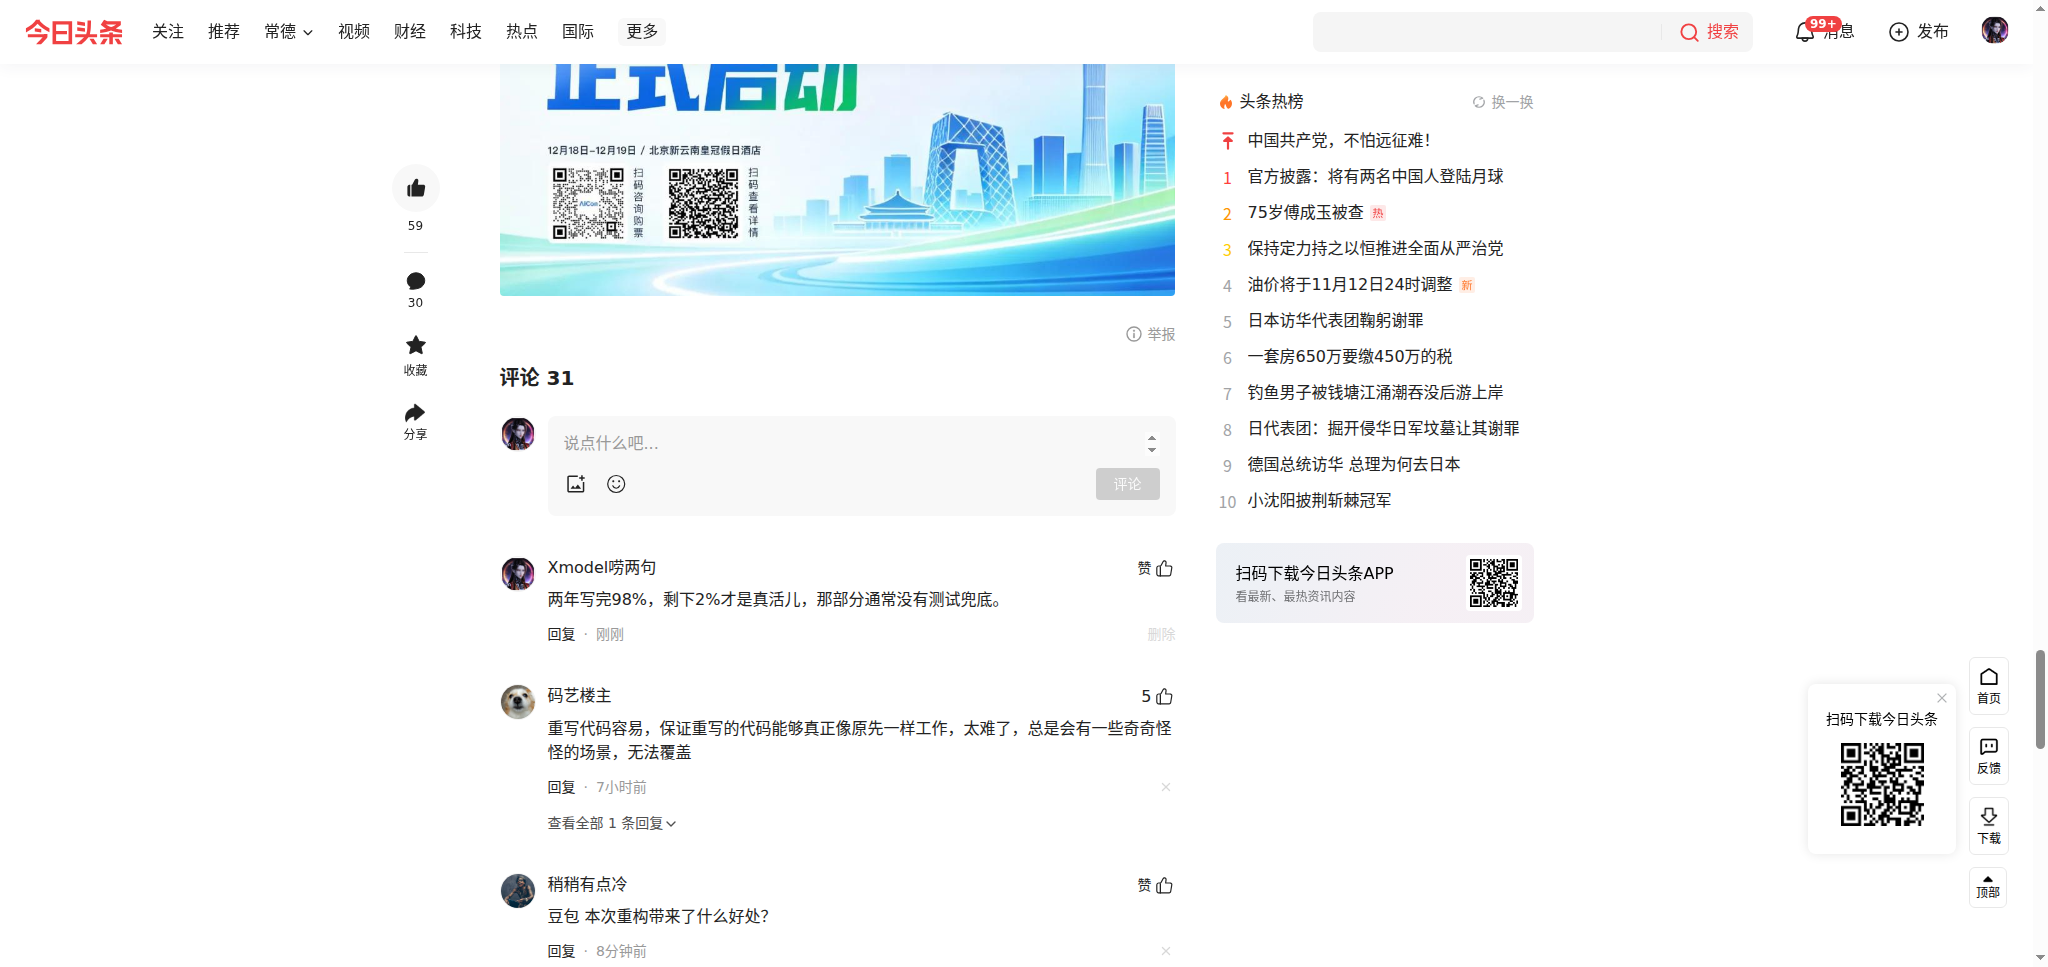 今日头条
关注
推荐
常德
视频
财经
科技
热点
国际
更多
搜索
99+
消息
发布
正式启动
12月18日-12月19日 / 北京新云南皇冠假日酒店
扫码咨询购票
AiCon
扫码查看详情
59
30
收藏
分享
举报
评论 31
说点什么吧...
评论
Xmodel唠两句
赞
两年写完98%，剩下2%才是真活儿，那部分通常没有测试兜底。
回复 · 刚刚
删除
码艺楼主
5
重写代码容易，保证重写的代码能够真正像原先一样工作，太难了，总是会有一些奇奇怪
怪的场景，无法覆盖
回复 · 7小时前
查看全部 1 条回复
稍稍有点冷
赞
豆包 本次重构带来了什么好处？
回复 · 8分钟前
头条热榜
换一换
中国共产党，不怕远征难！
1 官方披露：将有两名中国人登陆月球
2 75岁傅成玉被查 热
3 保持定力持之以恒推进全面从严治党
4 油价将于11月12日24时调整 新
5 日本访华代表团鞠躬谢罪
6 一套房650万要缴450万的税
7 钓鱼男子被钱塘江涌潮吞没后游上岸
8 日代表团：掘开侵华日军坟墓让其谢罪
9 德国总统访华 总理为何去日本
10 小沈阳披荆斩棘冠军
扫码下载今日头条APP
看最新、最热资讯内容
扫码下载今日头条
首页
反馈
下载
顶部